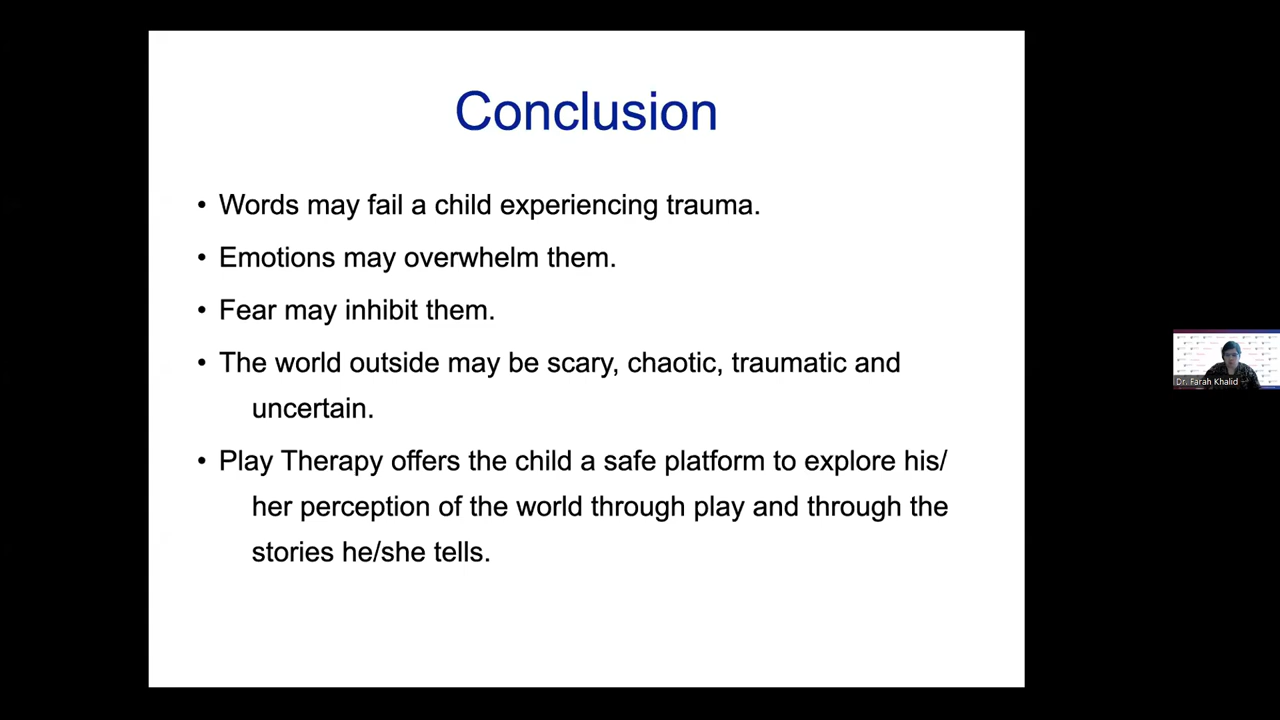 Conclusion
• Words may fail a child experiencing trauma.
• Emotions may overwhelm them.
• Fear may inhibit them.
• The world outside may be scary, chaotic, traumatic and
uncertain.
• Play Therapy offers the child a safe platform to explore his/
her perception of the world through play and through the
stories he/she tells.
Dr. Farah Khalid